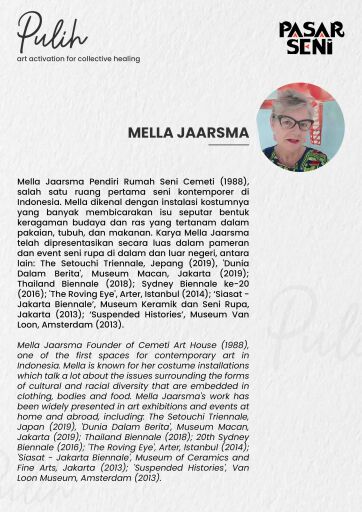 Pulih
art activation for collective healing
PASAR
SENI
MELLA JAARSMA
Mella Jaarsma Pendiri Rumah Seni Cemeti (1988),
salah satu ruang pertama seni kontemporer di
Indonesia. Mella dikenal dengan instalasi kostumnya
yang banyak membicarakan isu seputar bentuk
keragaman budaya dan ras yang tertanam dalam
pakaian, tubuh, dan makanan. Karya Mella Jaarsma
telah dipresentasikan secara luas dalam pameran
dan event seni rupa di dalam dan luar negeri, antara
lain: The Setouchi Triennale, Jepang (2019), 'Dunia
Dalam Berita', Museum Macan, Jakarta (2019);
Thailand Biennale (2018); Sydney Biennale ke-20
(2016); 'The Roving Eye', Arter, Istanbul (2014); ‘Siasat -
Jakarta Biennale’, Museum Keramik dan Seni Rupa,
Jakarta (2013); ‘Suspended Histories’, Museum Van
Loon, Amsterdam (2013).
Mella Jaarsma Founder of Cemeti Art House (1988),
one of the first spaces for contemporary art in
Indonesia. Mella is known for her costume installations
which talk a lot about the issues surrounding the forms
of cultural and racial diversity that are embedded in
clothing, bodies and food. Mella Jaarsma's work has
been widely presented in art exhibitions and events at
home and abroad, including: The Setouchi Triennale,
Japan (2019), 'Dunia Dalam Berita', Museum Macan,
Jakarta (2019); Thailand Biennale (2018); 20th Sydney
Biennale (2016); 'The Roving Eye', Arter, Istanbul (2014);
'Siasat - Jakarta Biennale', Museum of Ceramics and
Fine Arts, Jakarta (2013); 'Suspended Histories', Van
Loon Museum, Amsterdam (2013).